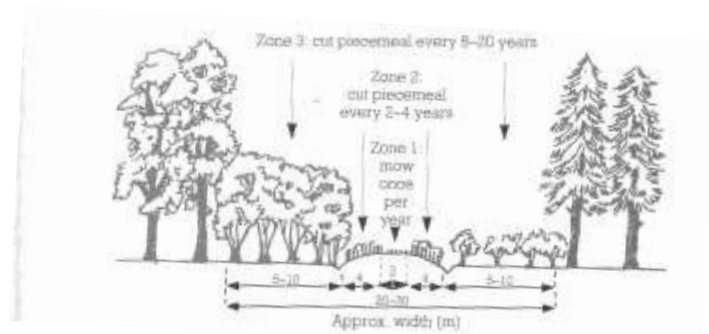 Zone 3: cut piecemeal every 8–20 years
Zone 2:
cut piecemeal
every 2–4 years
Zone 1:
mow
once
per
year
5–10 4 2 4 5–10
20–30
Approx. width (m)